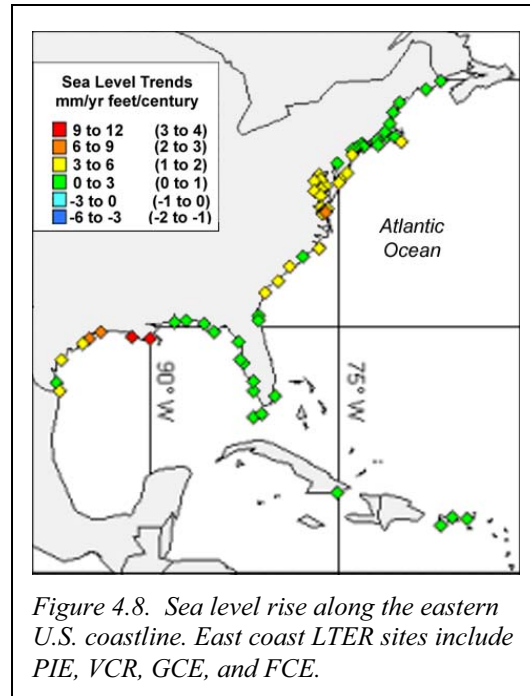 Sea Level Trends
mm/yr feet/century
9 to 12 (3 to 4)
6 to 9 (2 to 3)
3 to 6 (1 to 2)
0 to 3 (0 to 1)
-3 to 0 (-1 to 0)
-6 to -3 (-2 to -1)
Atlantic
Ocean
90° W
75° W
Figure 4.8. Sea level rise along the eastern
U.S. coastline. East coast LTER sites include
PIE, VCR, GCE, and FCE.